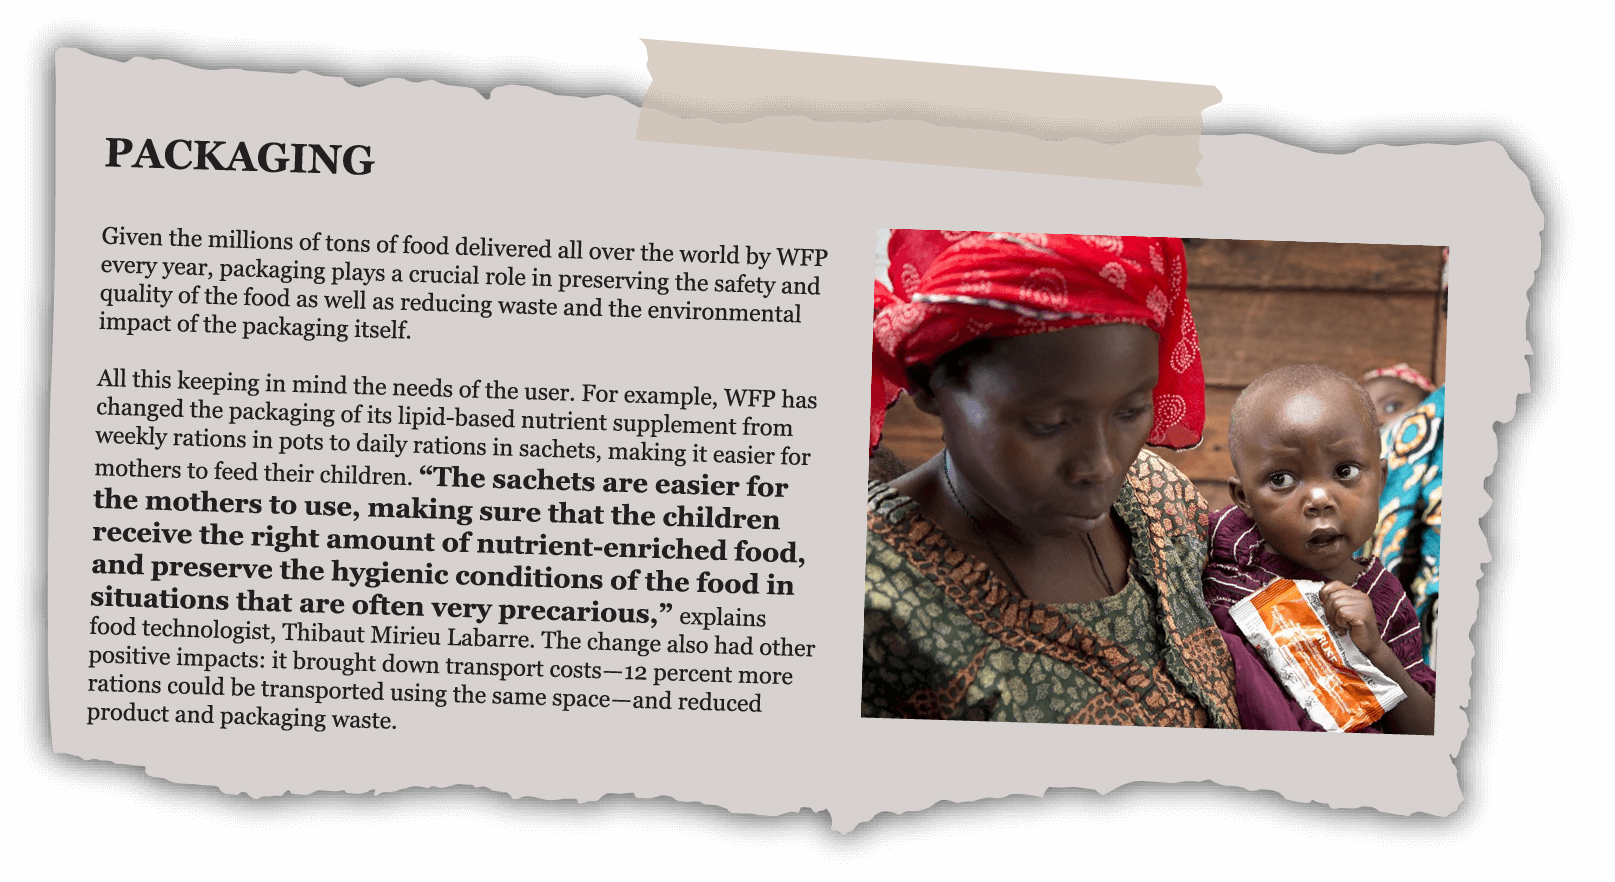 PACKAGING
Given the millions of tons of food delivered all over the world by WFP
every year, packaging plays a crucial role in preserving the safety and
quality of the food as well as reducing waste and the environmental
impact of the packaging itself.
All this keeping in mind the needs of the user. For example, WFP has
changed the packaging of its lipid-based nutrient supplement from
weekly rations in pots to daily rations in sachets, making it easier for
mothers to feed their children. “The sachets are easier for
the mothers to use, making sure that the children
receive the right amount of nutrient-enriched food,
and preserve the hygienic conditions of the food in
situations that are often very precarious,” explains
food technologist, Thibaut Mirieu Labarre. The change also had other
positive impacts: it brought down transport costs—12 percent more
rations could be transported using the same space—and reduced
product and packaging waste.